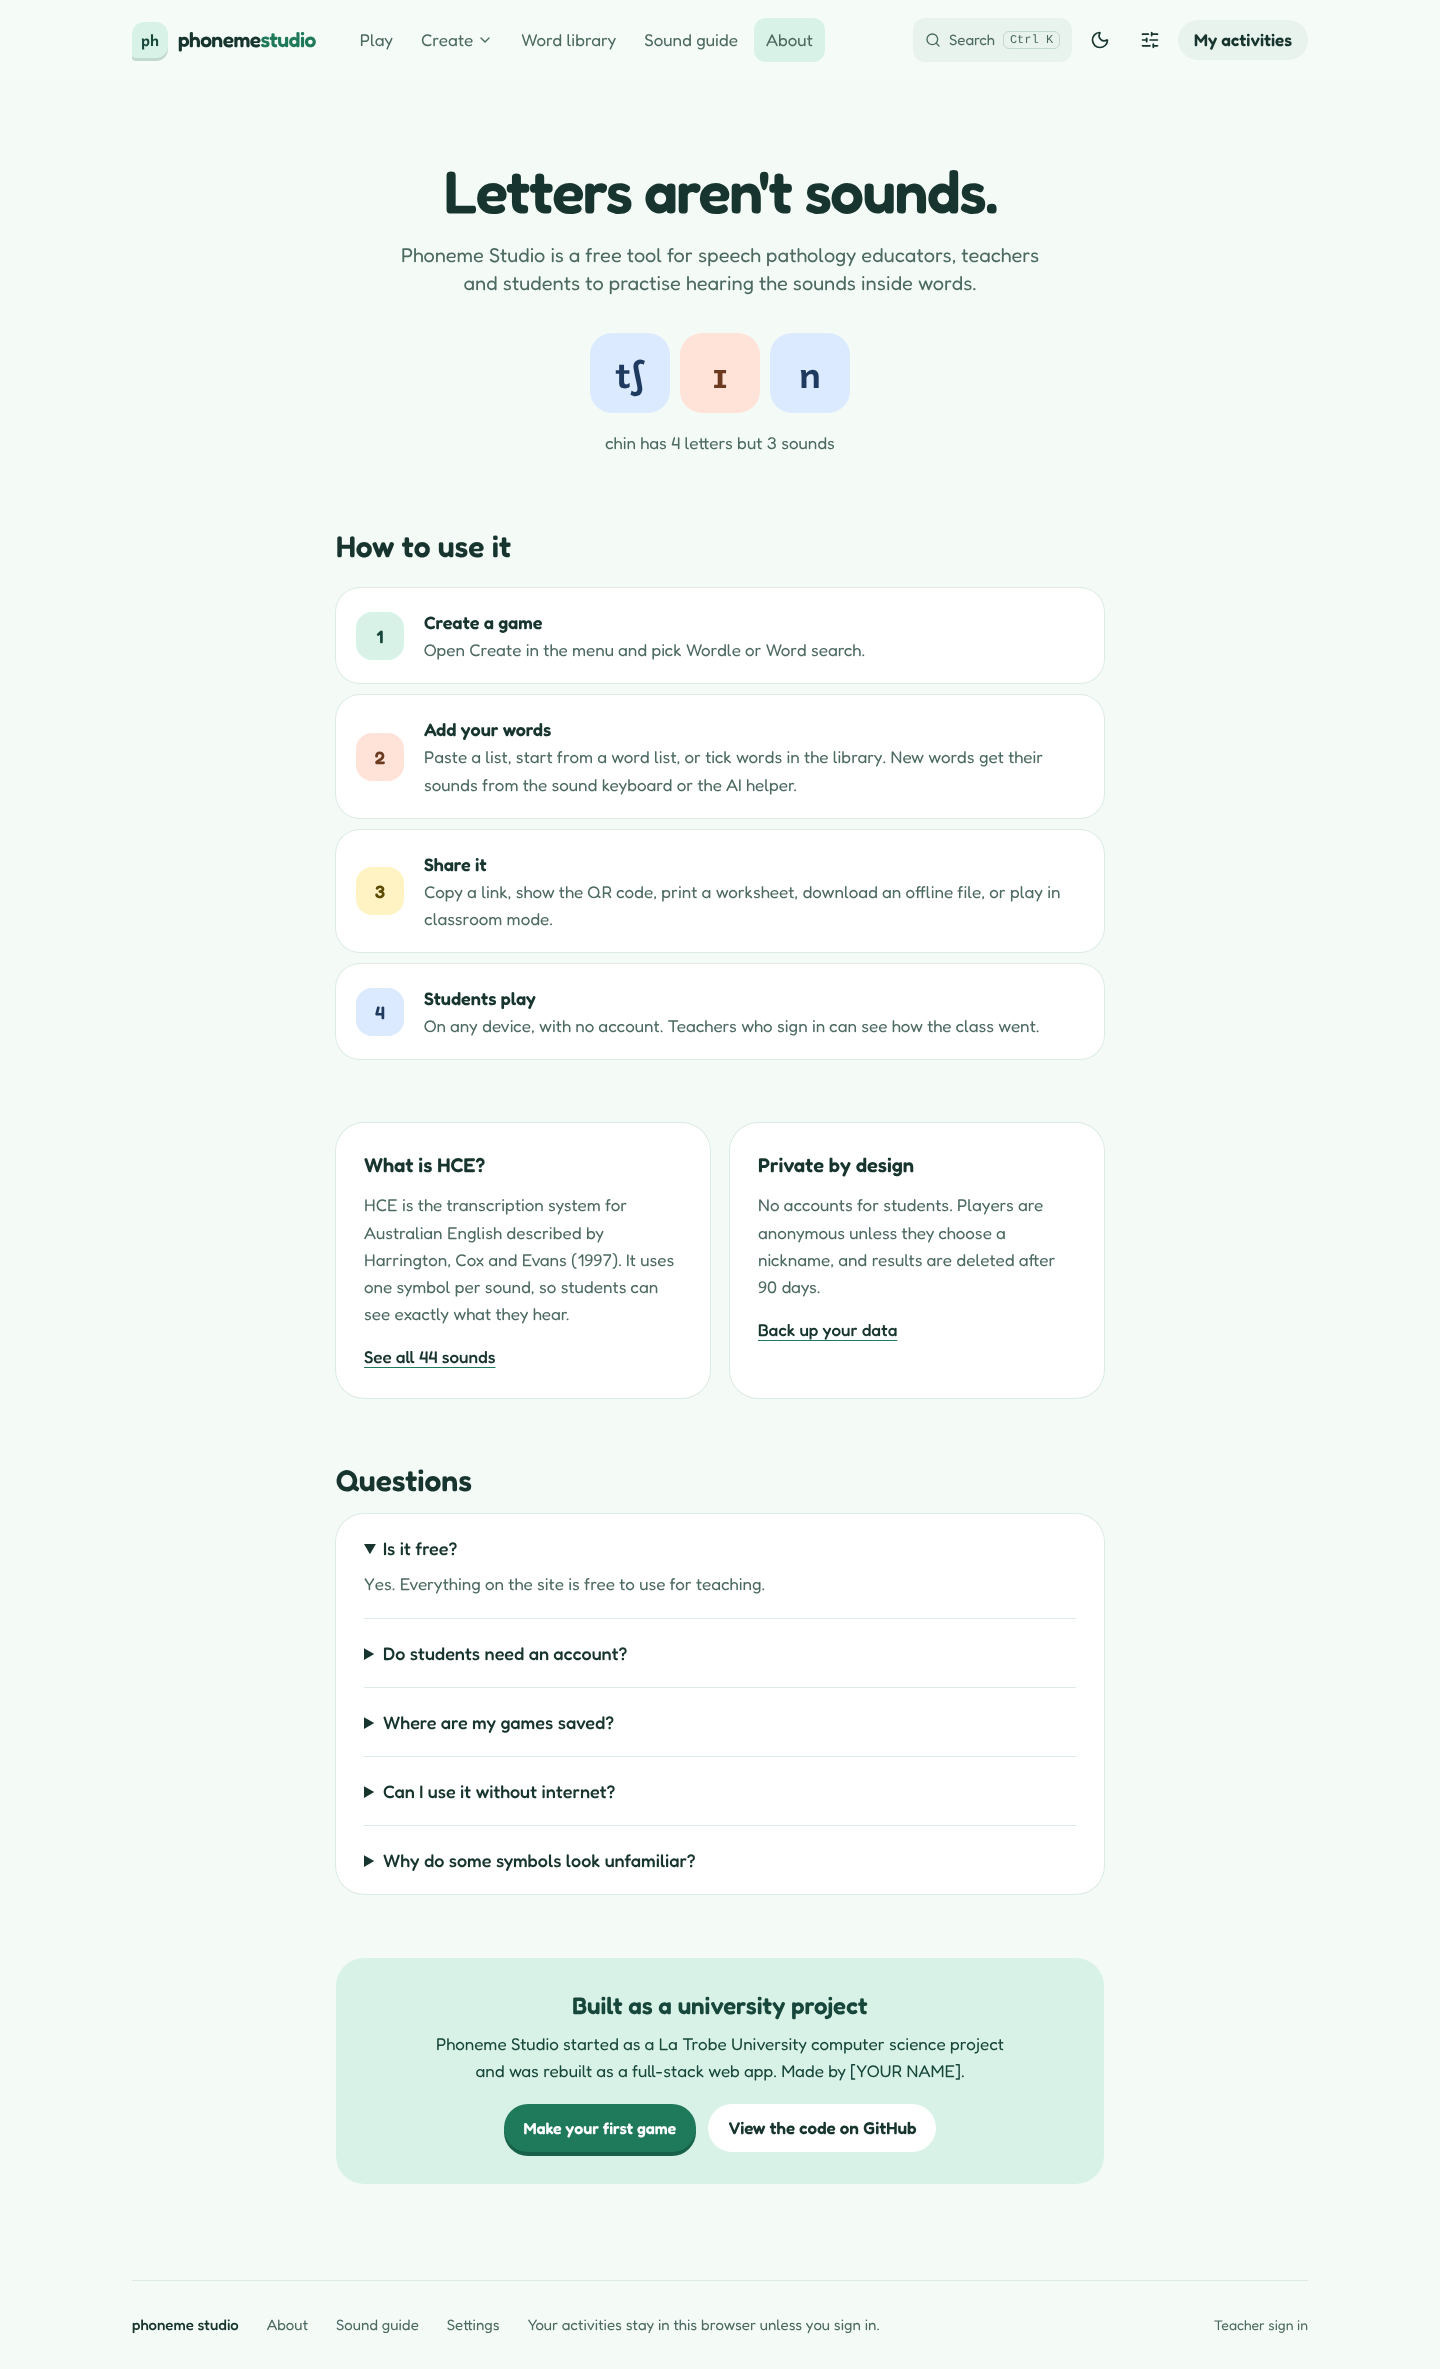 ph phonemestudio Play Create Word library Sound guide About Search Ctrl K My activities
Letters aren't sounds.
Phoneme Studio is a free tool for speech pathology educators, teachers
and students to practise hearing the sounds inside words.
tʃ ɪ n
chin has 4 letters but 3 sounds
How to use it
1
Create a game
Open Create in the menu and pick Wordle or Word search.
2
Add your words
Paste a list, start from a word list, or tick words in the library. New words get their
sounds from the sound keyboard or the AI helper.
3
Share it
Copy a link, show the QR code, print a worksheet, download an offline file, or play in
classroom mode.
4
Students play
On any device, with no account. Teachers who sign in can see how the class went.
What is HCE?
HCE is the transcription system for
Australian English described by
Harrington, Cox and Evans (1997). It uses
one symbol per sound, so students can
see exactly what they hear.
See all 44 sounds
Private by design
No accounts for students. Players are
anonymous unless they choose a
nickname, and results are deleted after
90 days.
Back up your data
Questions
Is it free?
Yes. Everything on the site is free to use for teaching.
Do students need an account?
Where are my games saved?
Can I use it without internet?
Why do some symbols look unfamiliar?
Built as a university project
Phoneme Studio started as a La Trobe University computer science project
and was rebuilt as a full-stack web app. Made by [YOUR NAME].
Make your first game View the code on GitHub
phoneme studio About Sound guide Settings Your activities stay in this browser unless you sign in. Teacher sign in